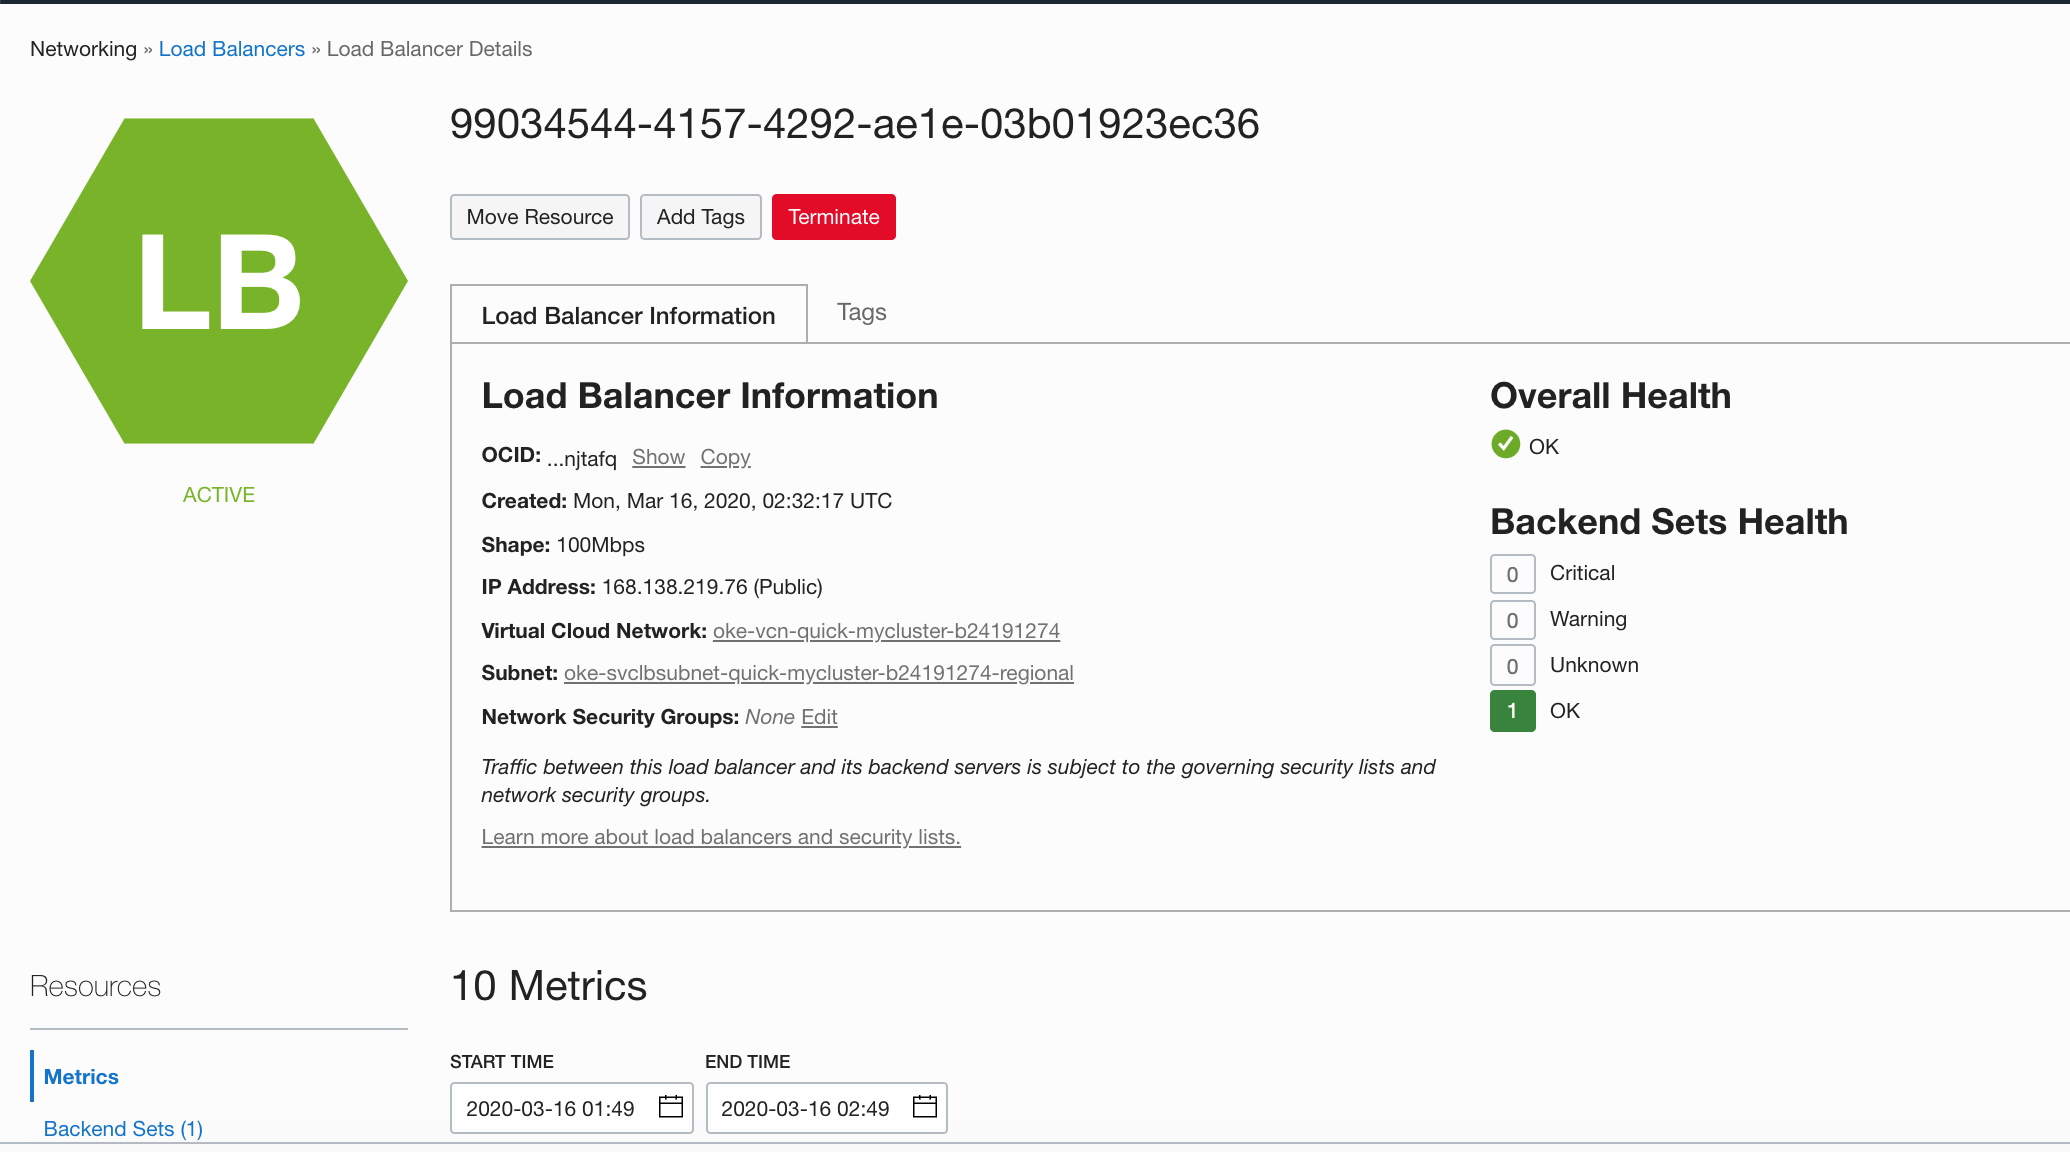 Networking » Load Balancers » Load Balancer Details
LB
ACTIVE
99034544-4157-4292-ae1e-03b01923ec36
Move Resource Add Tags Terminate
Load Balancer Information Tags
Load Balancer Information
OCID: ...njtafq Show Copy
Created: Mon, Mar 16, 2020, 02:32:17 UTC
Shape: 100Mbps
IP Address: 168.138.219.76 (Public)
Virtual Cloud Network: oke-vcn-quick-mycluster-b24191274
Subnet: oke-svclbsubnet-quick-mycluster-b24191274-regional
Network Security Groups: None Edit
Traffic between this load balancer and its backend servers is subject to the governing security lists and
network security groups.
Learn more about load balancers and security lists.
Overall Health
OK
Backend Sets Health
0 Critical
0 Warning
0 Unknown
1 OK
Resources
Metrics
Backend Sets (1)
10 Metrics
START TIME END TIME
2020-03-16 01:49 2020-03-16 02:49